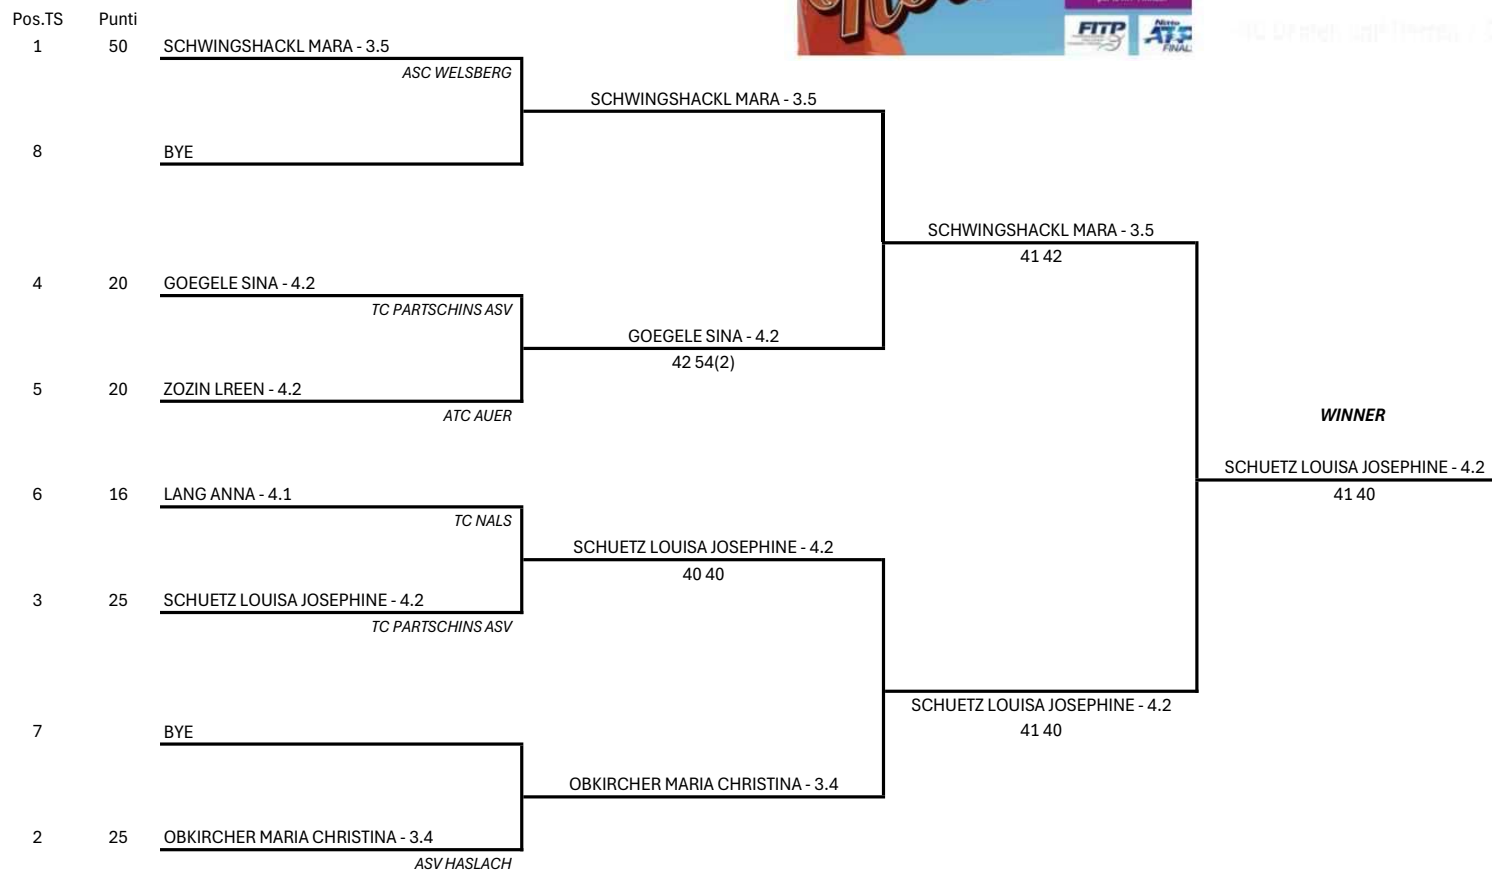 Pos.TS Punti
1 50 SCHWINGSHACKL MARA - 3.5
ASC WELSBERG
SCHWINGSHACKL MARA - 3.5
8 BYE
SCHWINGSHACKL MARA - 3.5
41 42
4 20 GOEGELE SINA - 4.2
TC PARTSCHINS ASV
GOEGELE SINA - 4.2
42 54(2)
5 20 ZOZIN LREEN - 4.2
ATC AUER
WINNER
SCHUETZ LOUISA JOSEPHINE - 4.2
41 40
6 16 LANG ANNA - 4.1
TC NALS
SCHUETZ LOUISA JOSEPHINE - 4.2
40 40
3 25 SCHUETZ LOUISA JOSEPHINE - 4.2
TC PARTSCHINS ASV
SCHUETZ LOUISA JOSEPHINE - 4.2
41 40
7 BYE
OBKIRCHER MARIA CHRISTINA - 3.4
2 25 OBKIRCHER MARIA CHRISTINA - 3.4
ASV HASLACH
FITP
Nitto
ATP
FINALS